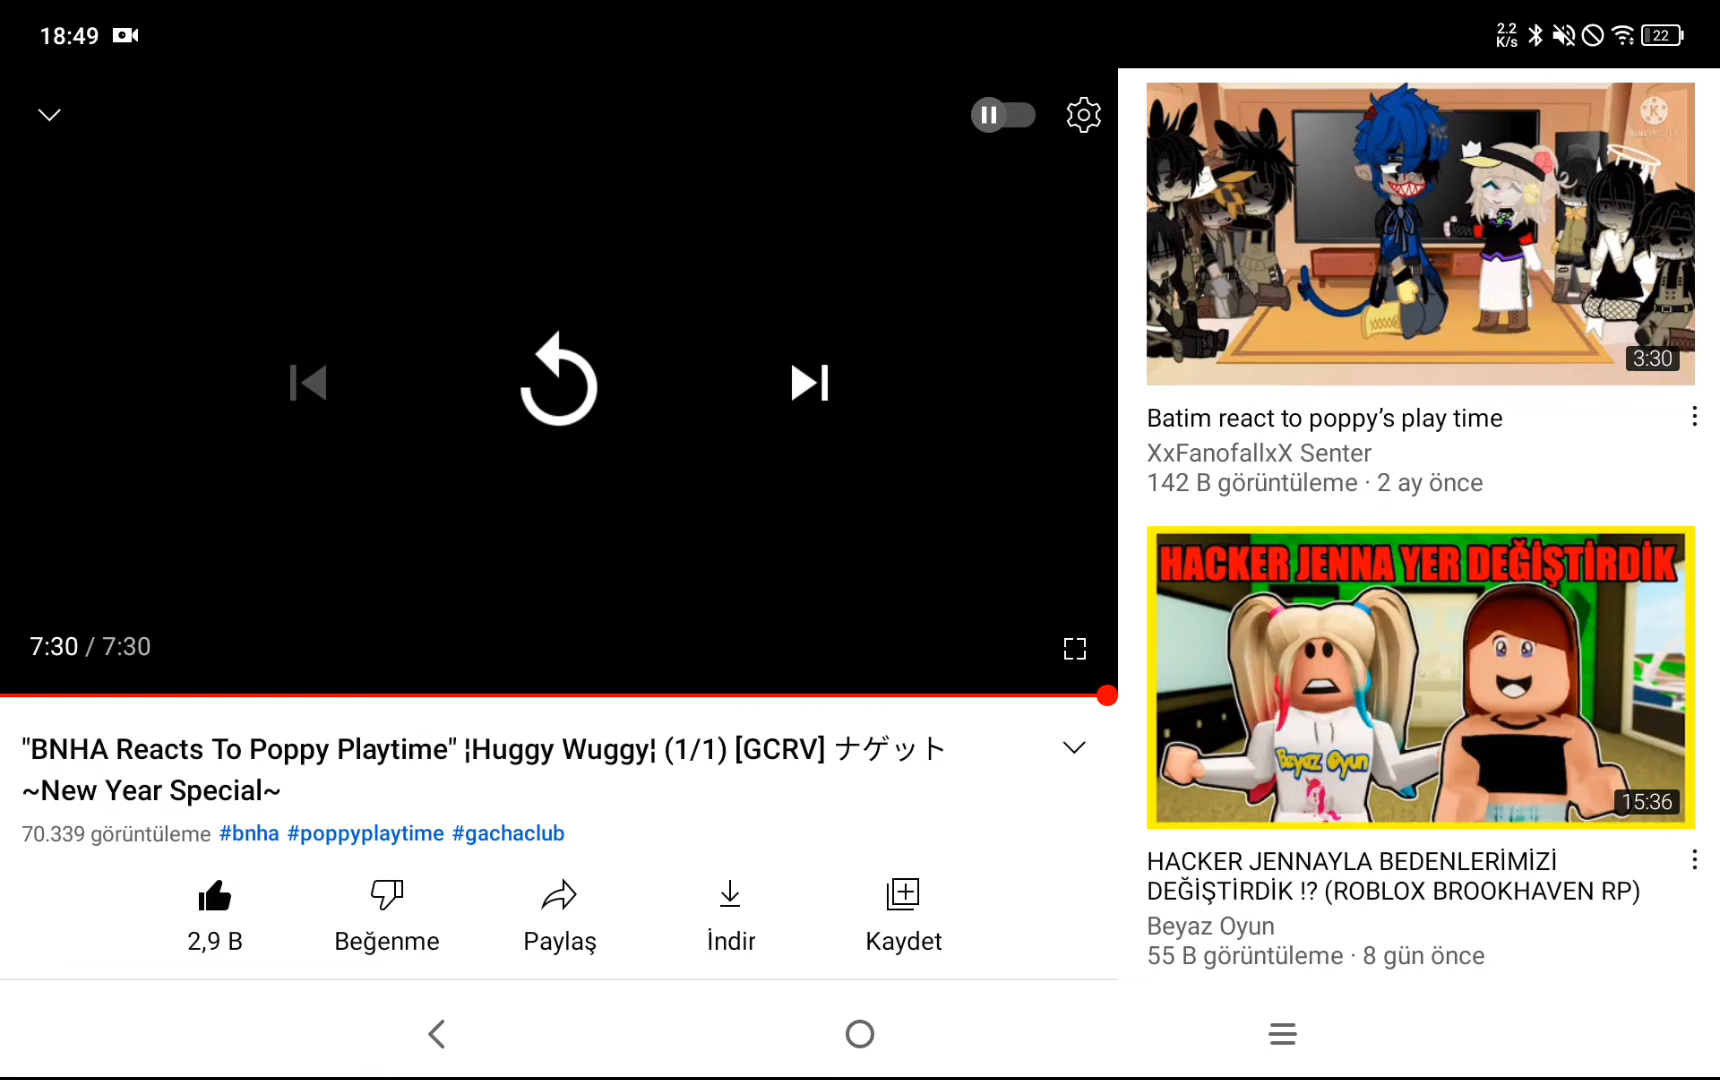 18:49
2.2
K/s
22
7:30 / 7:30
"BNHA Reacts To Poppy Playtime" ¦Huggy Wuggy¦ (1/1) [GCRV] ナゲット
~New Year Special~
70.339 görüntüleme #bnha #poppyplaytime #gachaclub
2,9 B
Beğenme
Paylaş
İndir
Kaydet
3:30
Batim react to poppy’s play time
XxFanofallxX Senter
142 B görüntüleme · 2 ay önce
HACKER JENNA YER DEĞİŞTİRDİK
Beyaz Oyun
15:36
HACKER JENNAYLA BEDENLERİMİZİ
DEĞİŞTİRDİK !? (ROBLOX BROOKHAVEN RP)
Beyaz Oyun
55 B görüntüleme · 8 gün önce